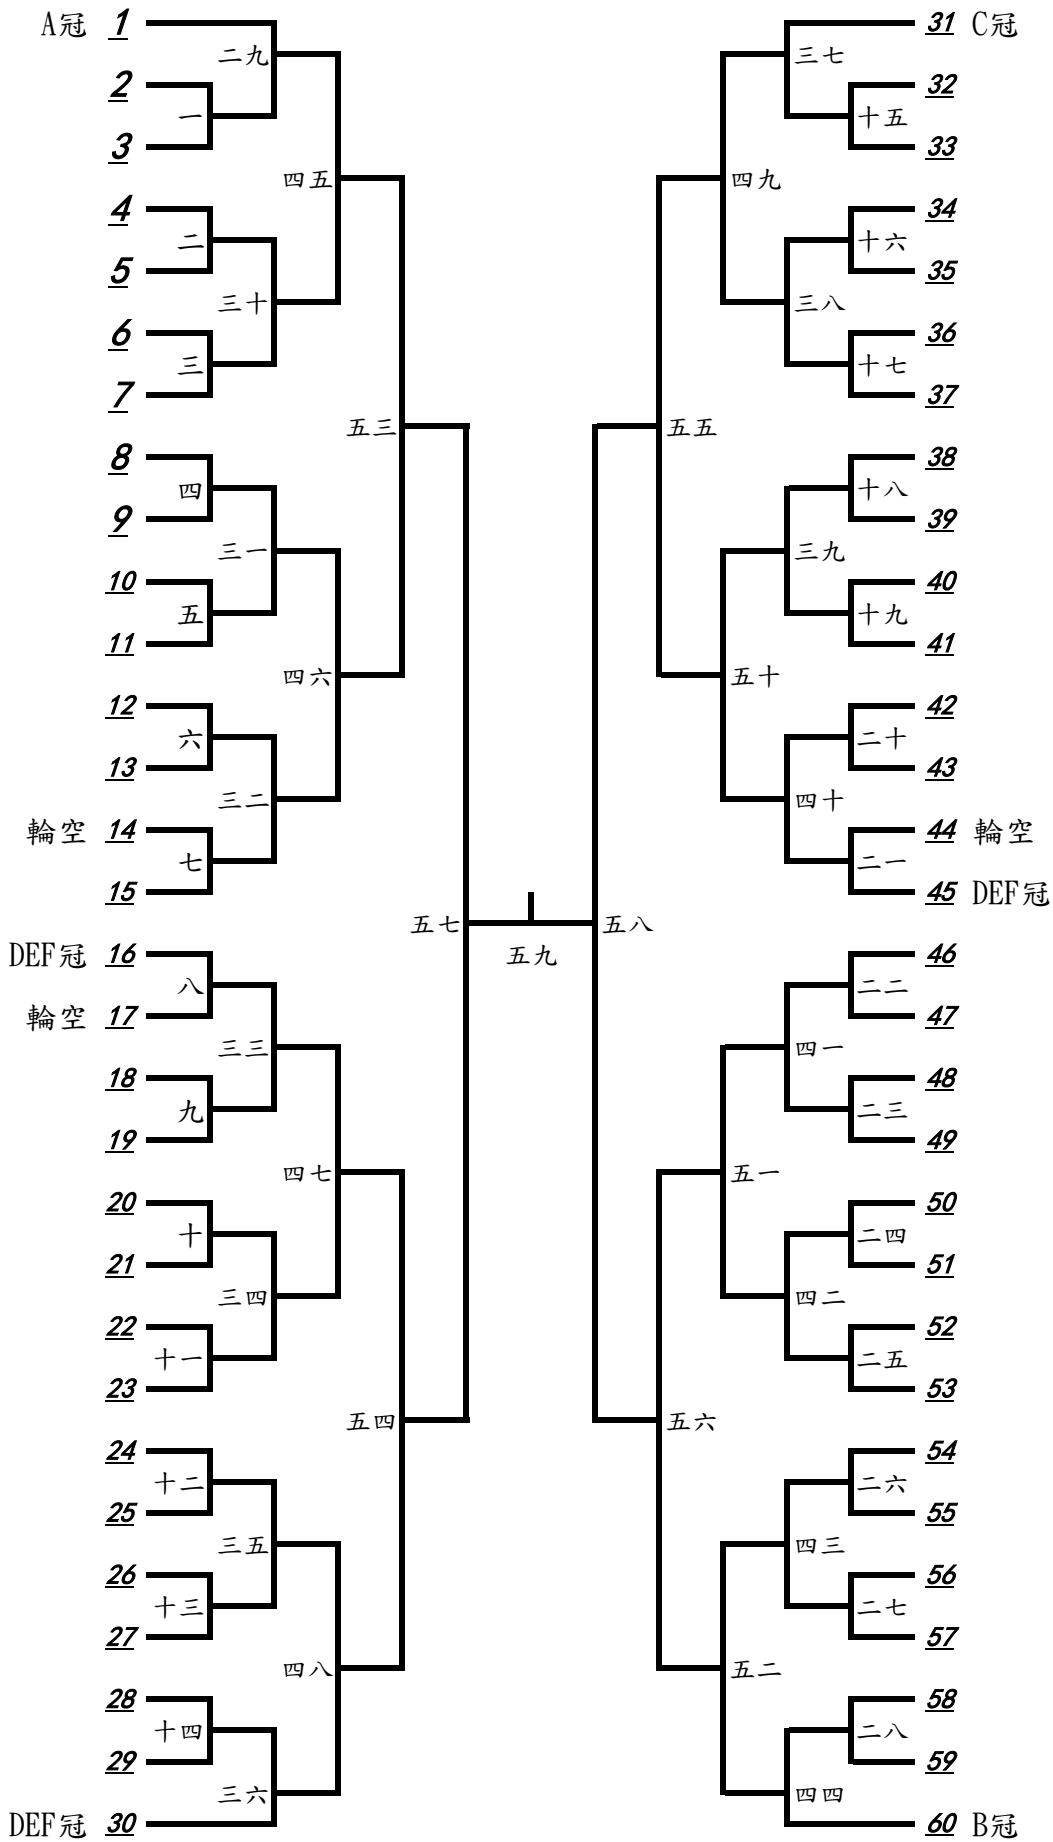 A冠 1 31 C冠
二九 三七
2 32
一 十五
3 33
四五 四九
4 34
二 十六
5 35
三十 三八
6 36
三 十七
7 37
五三 五五
8 38
四 十八
9 39
三一 三九
10 40
五 十九
11 41
四六 五十
12 42
六 二十
13 43
三二 四十
輪空 14 44 輪空
七 二一
15 45 DEF冠
五七 五八
五九
DEF冠 16 46
八 二二
輪空 17 47
三三 四一
18 48
九 二三
19 49
四七 五一
20 50
十 二四
21 51
三四 四二
22 52
十一 二五
23 53
五四 五六
24 54
十二 二六
25 55
三五 四三
26 56
十三 二七
27 57
四八 五二
28 58
十四 二八
29 59
三六 四四
DEF冠 30 60 B冠